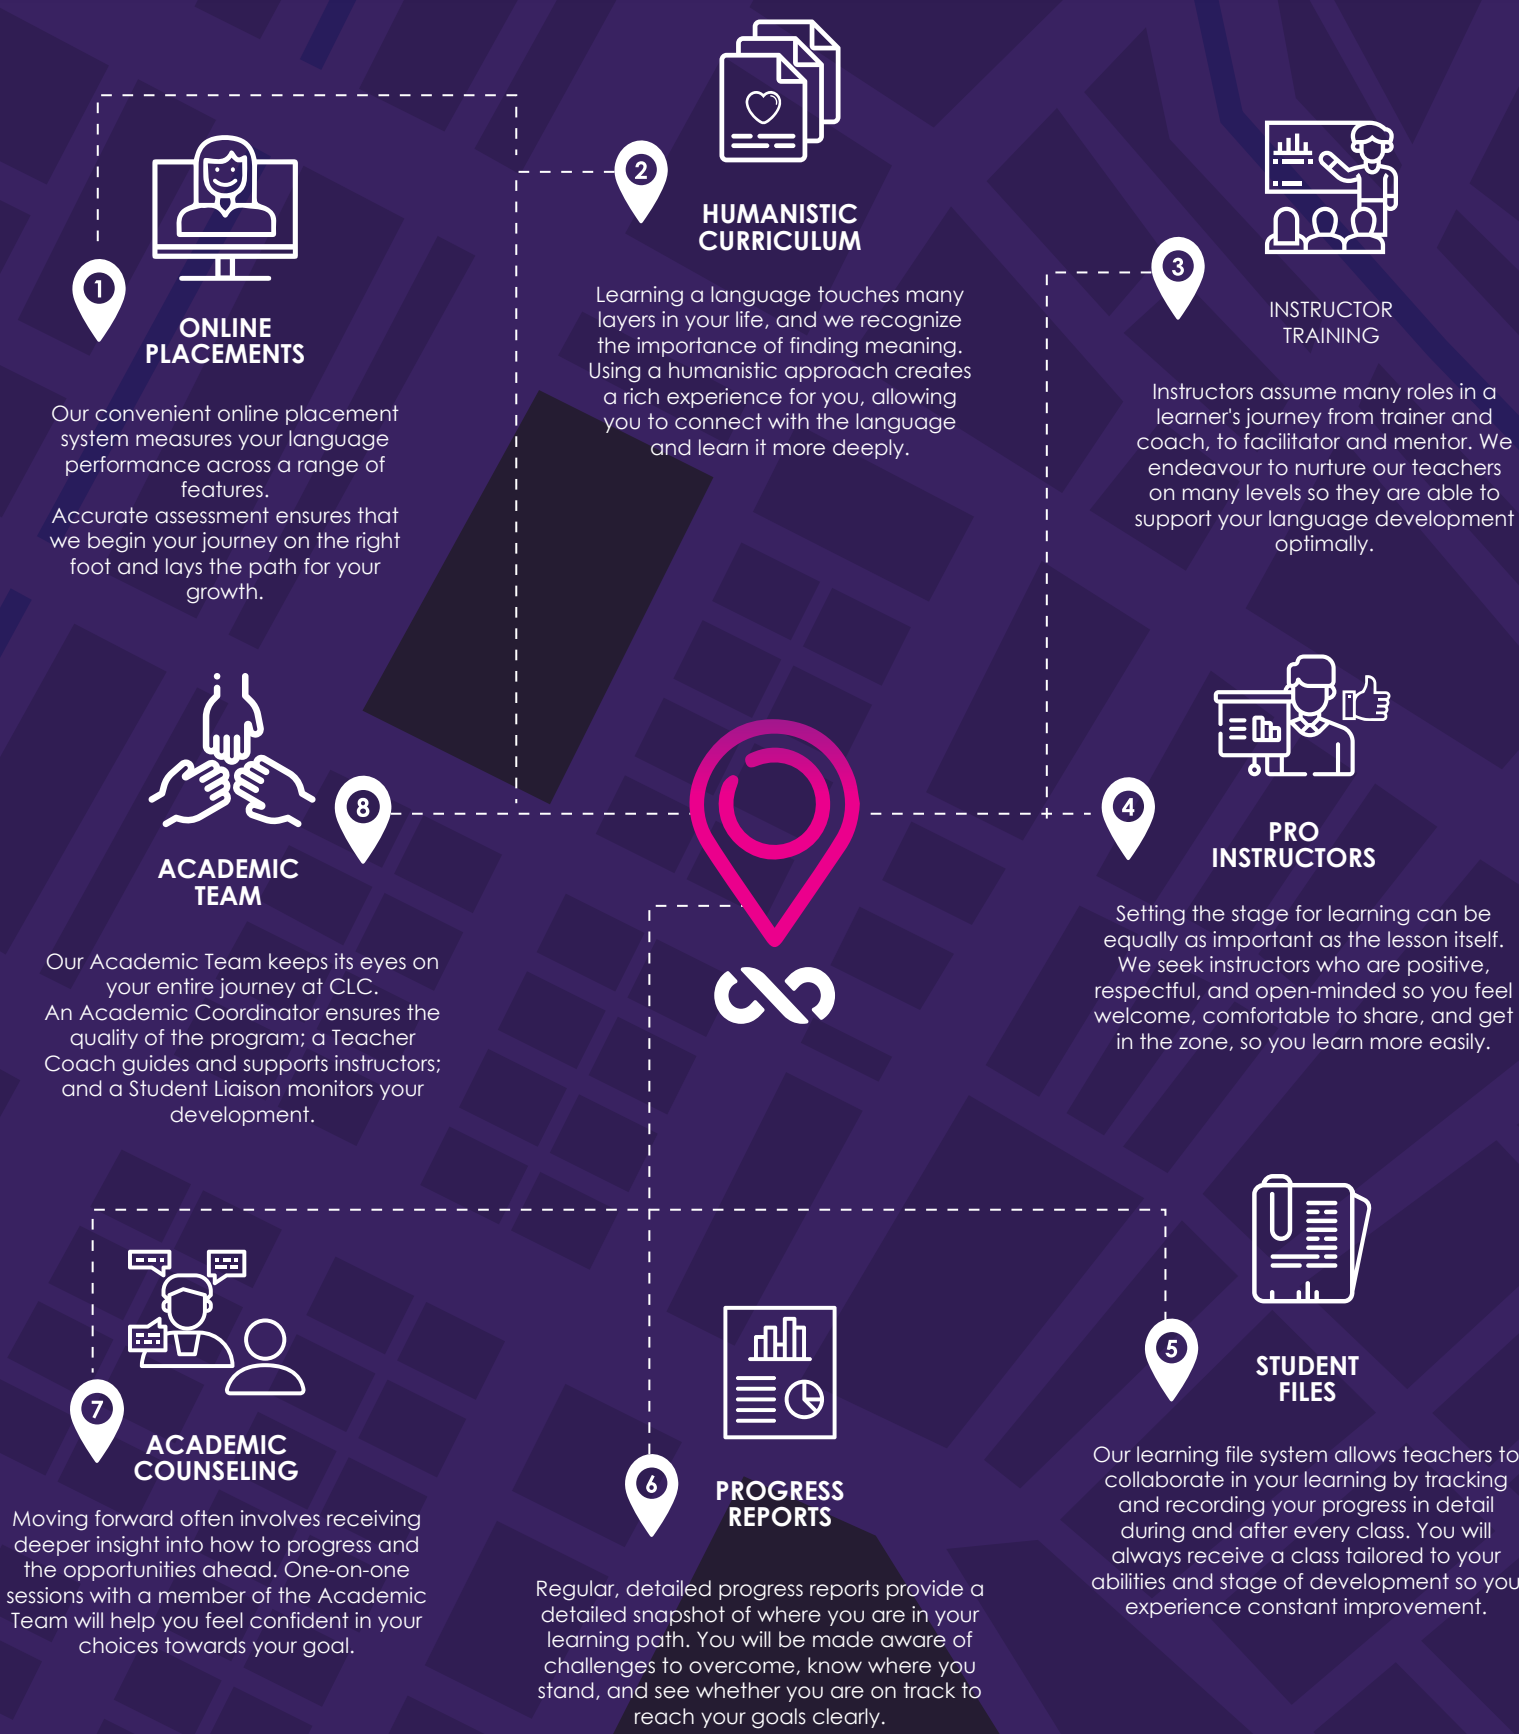 1
ONLINE
PLACEMENTS
Our convenient online placement
system measures your language
performance across a range of
features.
Accurate assessment ensures that
we begin your journey on the right
foot and lays the path for your
growth.
2
HUMANISTIC
CURRICULUM
Learning a language touches many
layers in your life, and we recognize
the importance of finding meaning.
Using a humanistic approach creates
a rich experience for you, allowing
you to connect with the language
and learn it more deeply.
3
INSTRUCTOR
TRAINING
Instructors assume many roles in a
learner's journey from trainer and
coach, to facilitator and mentor. We
endeavour to nurture our teachers
on many levels so they are able to
support your language development
optimally.
4
PRO
INSTRUCTORS
Setting the stage for learning can be
equally as important as the lesson itself.
We seek instructors who are positive,
respectful, and open-minded so you feel
welcome, comfortable to share, and get
in the zone, so you learn more easily.
5
STUDENT
FILES
Our learning file system allows teachers to
collaborate in your learning by tracking
and recording your progress in detail
during and after every class. You will
always receive a class tailored to your
abilities and stage of development so you
experience constant improvement.
6
PROGRESS
REPORTS
Regular, detailed progress reports provide a
detailed snapshot of where you are in your
learning path. You will be made aware of
challenges to overcome, know where you
stand, and see whether you are on track to
reach your goals clearly.
7
ACADEMIC
COUNSELING
Moving forward often involves receiving
deeper insight into how to progress and
the opportunities ahead. One-on-one
sessions with a member of the Academic
Team will help you feel confident in your
choices towards your goal.
8
ACADEMIC
TEAM
Our Academic Team keeps its eyes on
your entire journey at CLC.
An Academic Coordinator ensures the
quality of the program; a Teacher
Coach guides and supports instructors;
and a Student Liaison monitors your
development.